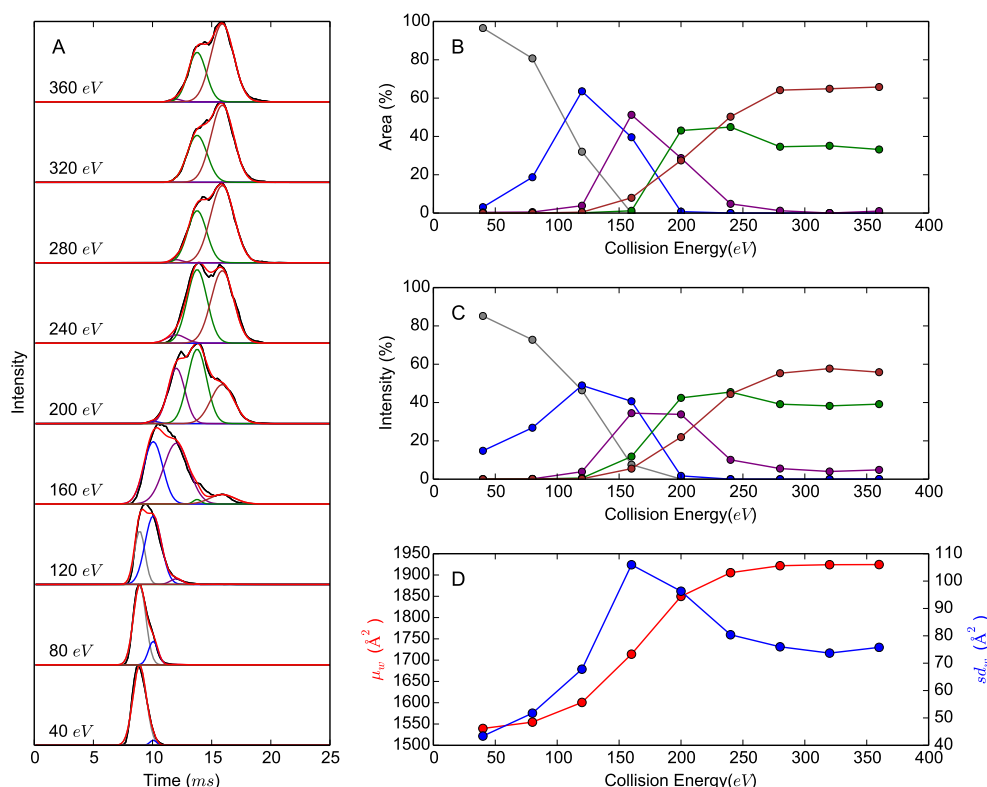 A
360 eV
320 eV
280 eV
240 eV
200 eV
160 eV
120 eV
80 eV
40 eV
Intensity
0 5 10 15 20 25
Time (ms)
B
100
80
60
40
20
0
Area (%)
0 50 100 150 200 250 300 350 400
Collision Energy(eV)
C
100
80
60
40
20
0
Intensity (%)
0 50 100 150 200 250 300 350 400
Collision Energy(eV)
D
1950
1900
1850
1800
1750
1700
1650
1600
1550
1500
μw (Å²)
110
100
90
80
70
60
50
40
sdw (Å²)
0 50 100 150 200 250 300 350 400
Collision Energy(eV)